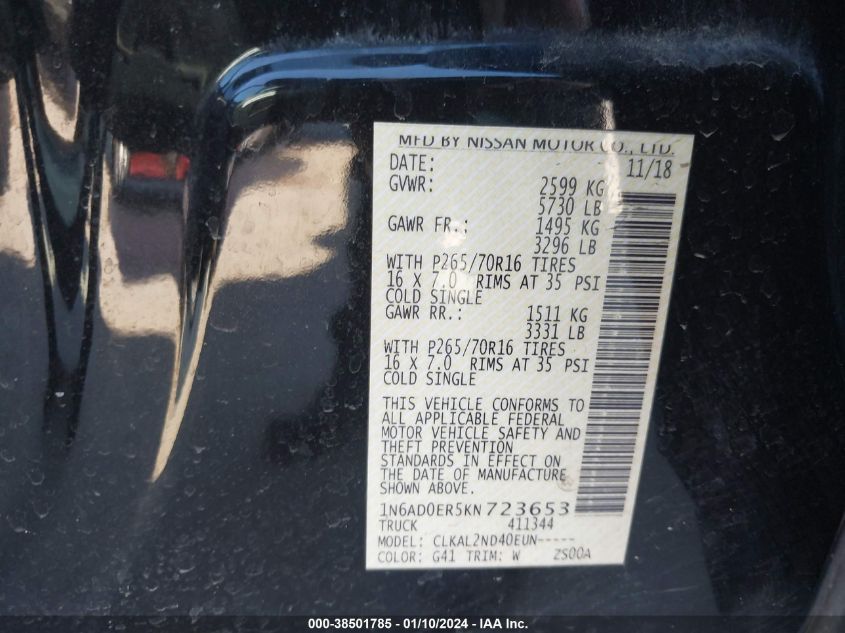 MFD BY NISSAN MOTOR CO., LTD.
DATE: 11/18
GVWR: 2599 KG
5730 LB
GAWR FR.: 1495 KG
3296 LB
WITH P265/70R16 TIRES
16 X 7.0 RIMS AT 35 PSI
COLD SINGLE
GAWR RR.: 1511 KG
3331 LB
WITH P265/70R16 TIRES
16 X 7.0 RIMS AT 35 PSI
COLD SINGLE
THIS VEHICLE CONFORMS TO
ALL APPLICABLE FEDERAL
MOTOR VEHICLE SAFETY AND
THEFT PREVENTION
STANDARDS IN EFFECT ON
THE DATE OF MANUFACTURE
SHOWN ABOVE.
1N6AD0ER5KN723653
TRUCK 411344
MODEL: CLKAL2ND40EUN-----
COLOR: G41 TRIM: W ZS00A
000-38501785 - 01/10/2024 - IAA Inc.